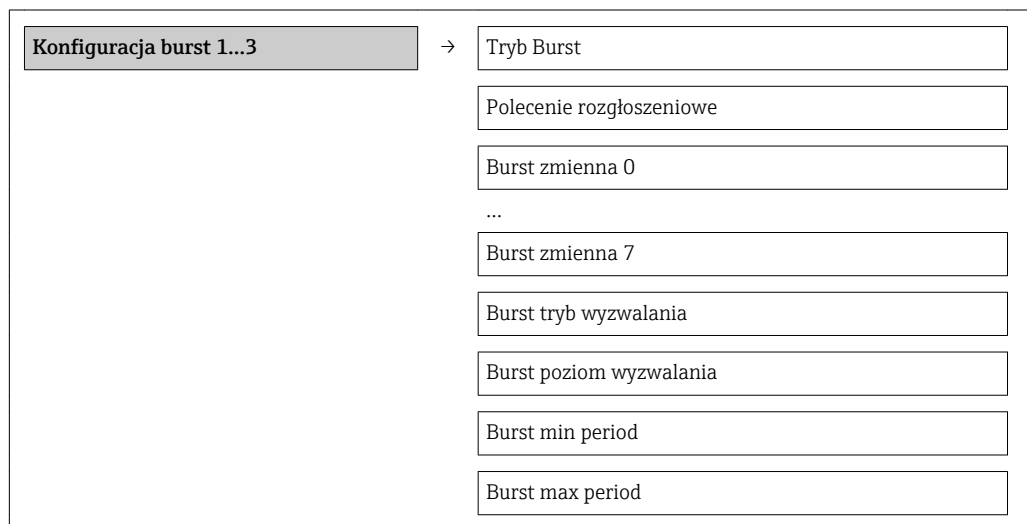 Konfiguracja burst 1…3 → Tryb Burst
Polecenie rozgłoszeniowe
Burst zmienna 0
…
Burst zmienna 7
Burst tryb wyzwalania
Burst poziom wyzwalania
Burst min period
Burst max period